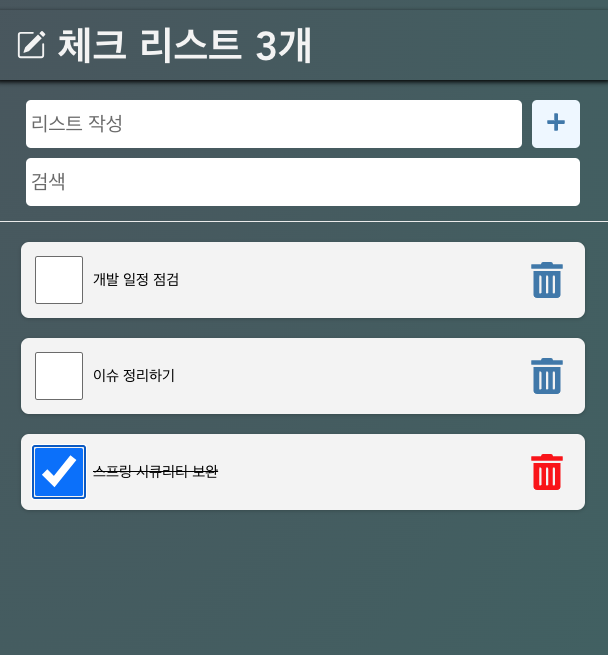 체크 리스트 3개
리스트 작성
+
검색
개발 일정 점검
이슈 정리하기
스프링 시큐리티 보완